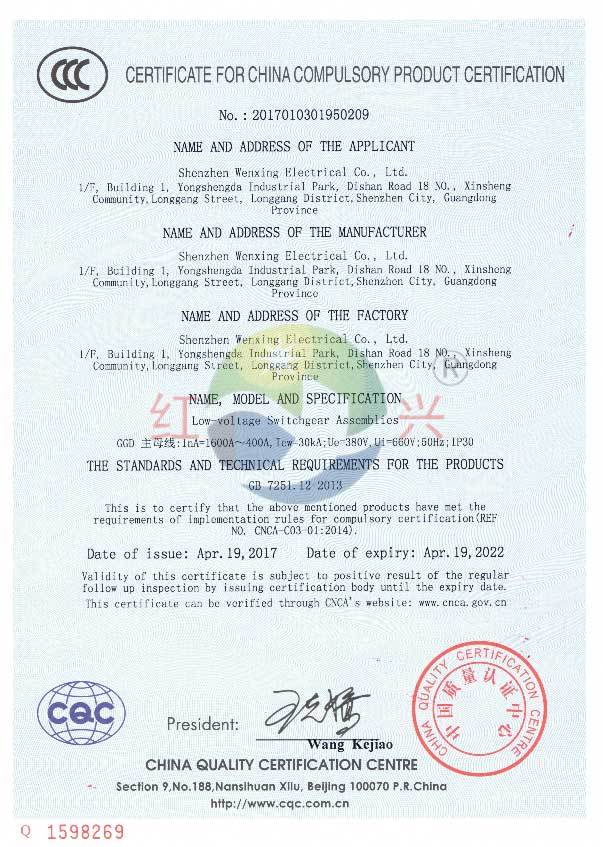 CCC
CERTIFICATE FOR CHINA COMPULSORY PRODUCT CERTIFICATION
No. : 2017010301950209
NAME AND ADDRESS OF THE APPLICANT
Shenzhen Wenxing Electrical Co., Ltd.
1/F, Building 1, Yongshengda Industrial Park, Dishan Road 18 NO., Xinsheng
Community, Longgang Street, Longgang District, Shenzhen City, Guangdong
Province
NAME AND ADDRESS OF THE MANUFACTURER
Shenzhen Wenxing Electrical Co., Ltd.
1/F, Building 1, Yongshengda Industrial Park, Dishan Road 18 NO., Xinsheng
Community, Longgang Street, Longgang District, Shenzhen City, Guangdong
Province
NAME AND ADDRESS OF THE FACTORY
Shenzhen Wenxing Electrical Co., Ltd.
1/F, Building 1, Yongshengda Industrial Park, Dishan Road 18 NO., Xinsheng
Community, Longgang Street, Longgang District, Shenzhen City, Guangdong
Province
®
NAME, MODEL AND SPECIFICATION
红 兴
Low-voltage Switchgear Assemblies
GGD 主母线:InA=1600A~400A, Icw=30kA;Ue=380V, Ui=660V;50Hz;IP30
THE STANDARDS AND TECHNICAL REQUIREMENTS FOR THE PRODUCTS
GB 7251.12-2013
This is to certify that the above mentioned products have met the
requirements of implementation rules for compulsory certification(REF
NO. CNCA-C03-01:2014).
Date of issue: Apr. 19, 2017 Date of expiry: Apr. 19, 2022
Validity of this certificate is subject to positive result of the regular
follow up inspection by issuing certification body until the expiry date.
This certificate can be verified through CNCA's website: www.cnca.gov.cn
CHINA QUALITY CERTIFICATION CENTRE
中国质量认证中心
CQC
President:
Wang Kejiao
CHINA QUALITY CERTIFICATION CENTRE
Section 9, No.188, Nansihuan Xilu, Beijing 100070 P.R.China
http://www.cqc.com.cn
Q 1598269